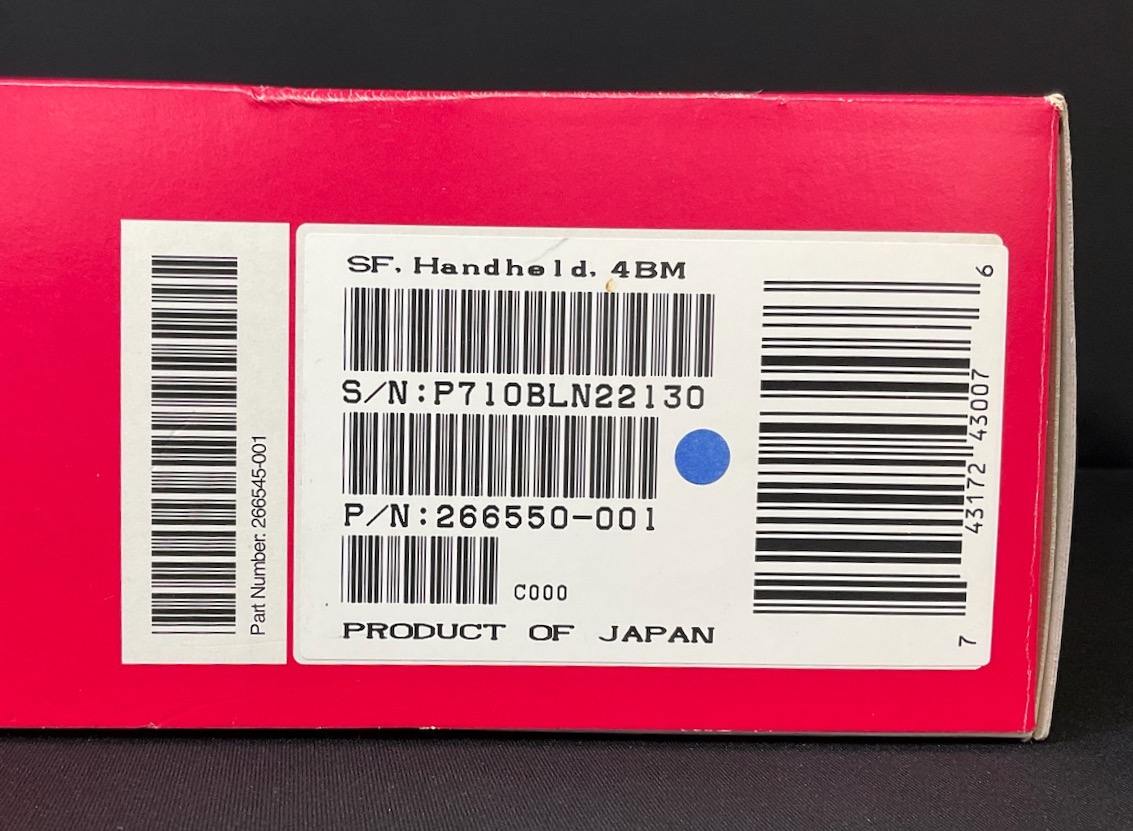 Part Number: 266545-001
SF, Handheld, 4BM
S/N:P710BLN22130
P/N:266550-001
C000
PRODUCT OF JAPAN
7 43172 43007 6